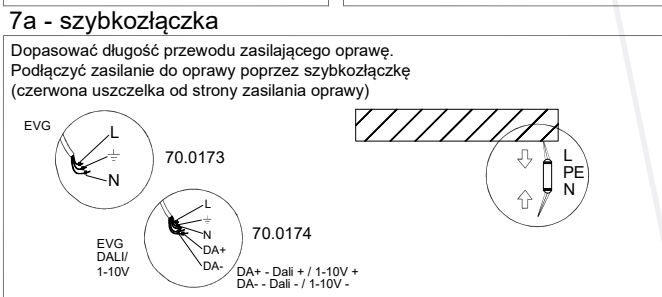 7a - szybkozłączka
Dopasować długość przewodu zasilającego oprawę.
Podłączyć zasilanie do oprawy poprzez szybkozłączkę
(czerwona uszczelka od strony zasilania oprawy)
EVG
L
N
70.0173
L
PE
N
EVG
DALI/
1-10V
L
N
DA+
DA-
70.0174
DA+ - Dali + / 1-10V +
DA- - Dali - / 1-10V -